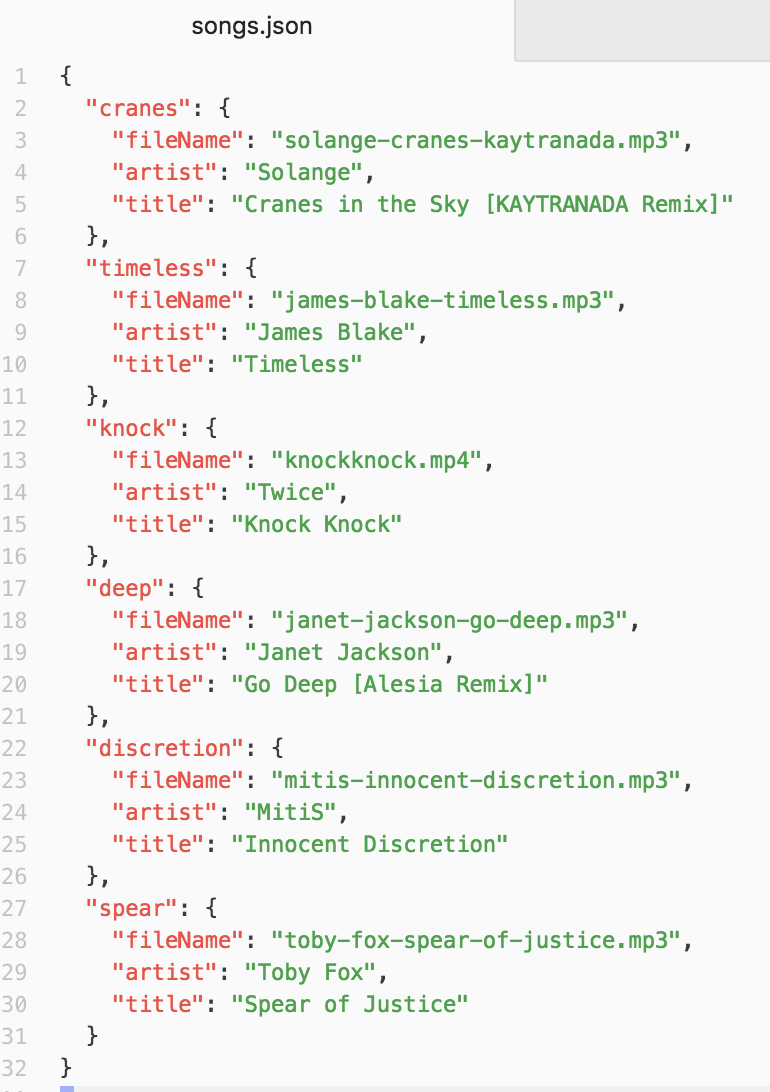 songs.json
1 {
2 "cranes": {
3 "fileName": "solange-cranes-kaytranada.mp3",
4 "artist": "Solange",
5 "title": "Cranes in the Sky [KAYTRANADA Remix]"
6 },
7 "timeless": {
8 "fileName": "james-blake-timeless.mp3",
9 "artist": "James Blake",
10 "title": "Timeless"
11 },
12 "knock": {
13 "fileName": "knockknock.mp4",
14 "artist": "Twice",
15 "title": "Knock Knock"
16 },
17 "deep": {
18 "fileName": "janet-jackson-go-deep.mp3",
19 "artist": "Janet Jackson",
20 "title": "Go Deep [Alesia Remix]"
21 },
22 "discretion": {
23 "fileName": "mitis-innocent-discretion.mp3",
24 "artist": "MitiS",
25 "title": "Innocent Discretion"
26 },
27 "spear": {
28 "fileName": "toby-fox-spear-of-justice.mp3",
29 "artist": "Toby Fox",
30 "title": "Spear of Justice"
31 }
32 }